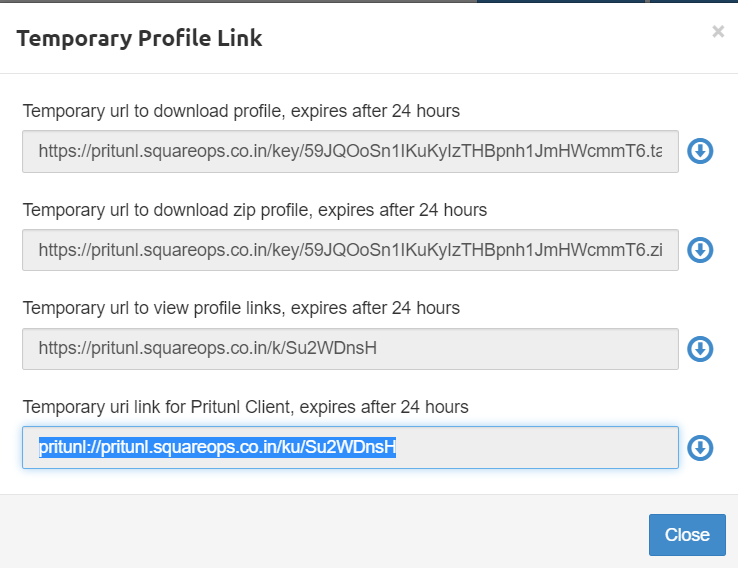 Temporary Profile Link
×
Temporary url to download profile, expires after 24 hours
https://pritunl.squareops.co.in/key/59JQOoSn1IKuKyIzTHBpnh1JmHWcmmT6.ta
Temporary url to download zip profile, expires after 24 hours
https://pritunl.squareops.co.in/key/59JQOoSn1IKuKyIzTHBpnh1JmHWcmmT6.zi
Temporary url to view profile links, expires after 24 hours
https://pritunl.squareops.co.in/k/Su2WDnsH
Temporary uri link for Pritunl Client, expires after 24 hours
pritunl://pritunl.squareops.co.in/ku/Su2WDnsH
Close